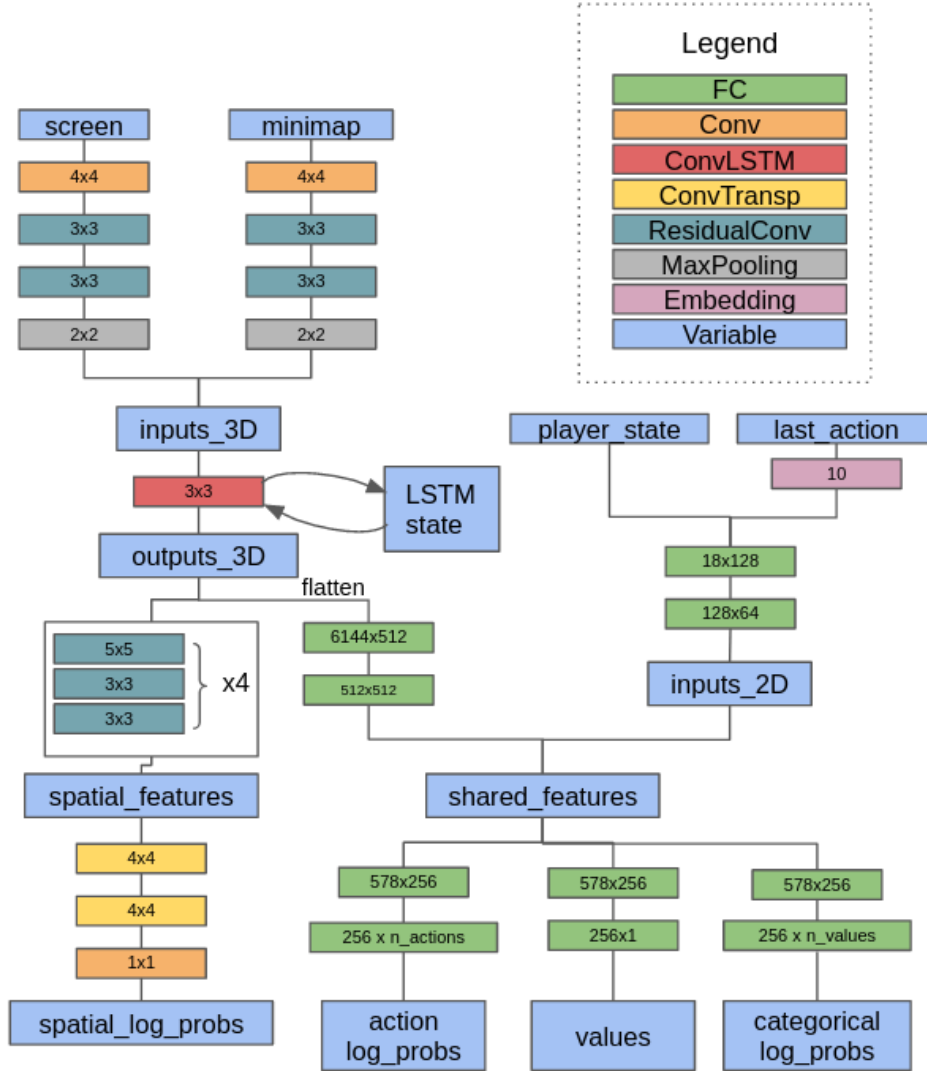 Legend
FC
Conv
ConvLSTM
ConvTransp
ResidualConv
MaxPooling
Embedding
Variable
screen
minimap
4x4
4x4
3x3
3x3
3x3
3x3
2x2
2x2
inputs_3D
player_state
last_action
3x3
LSTM
state
10
outputs_3D
18x128
flatten
128x64
5x5
3x3
3x3
x4
6144x512
512x512
inputs_2D
spatial_features
shared_features
4x4
4x4
1x1
578x256
578x256
578x256
256 x n_actions
256x1
256 x n_values
spatial_log_probs
action
log_probs
values
categorical
log_probs